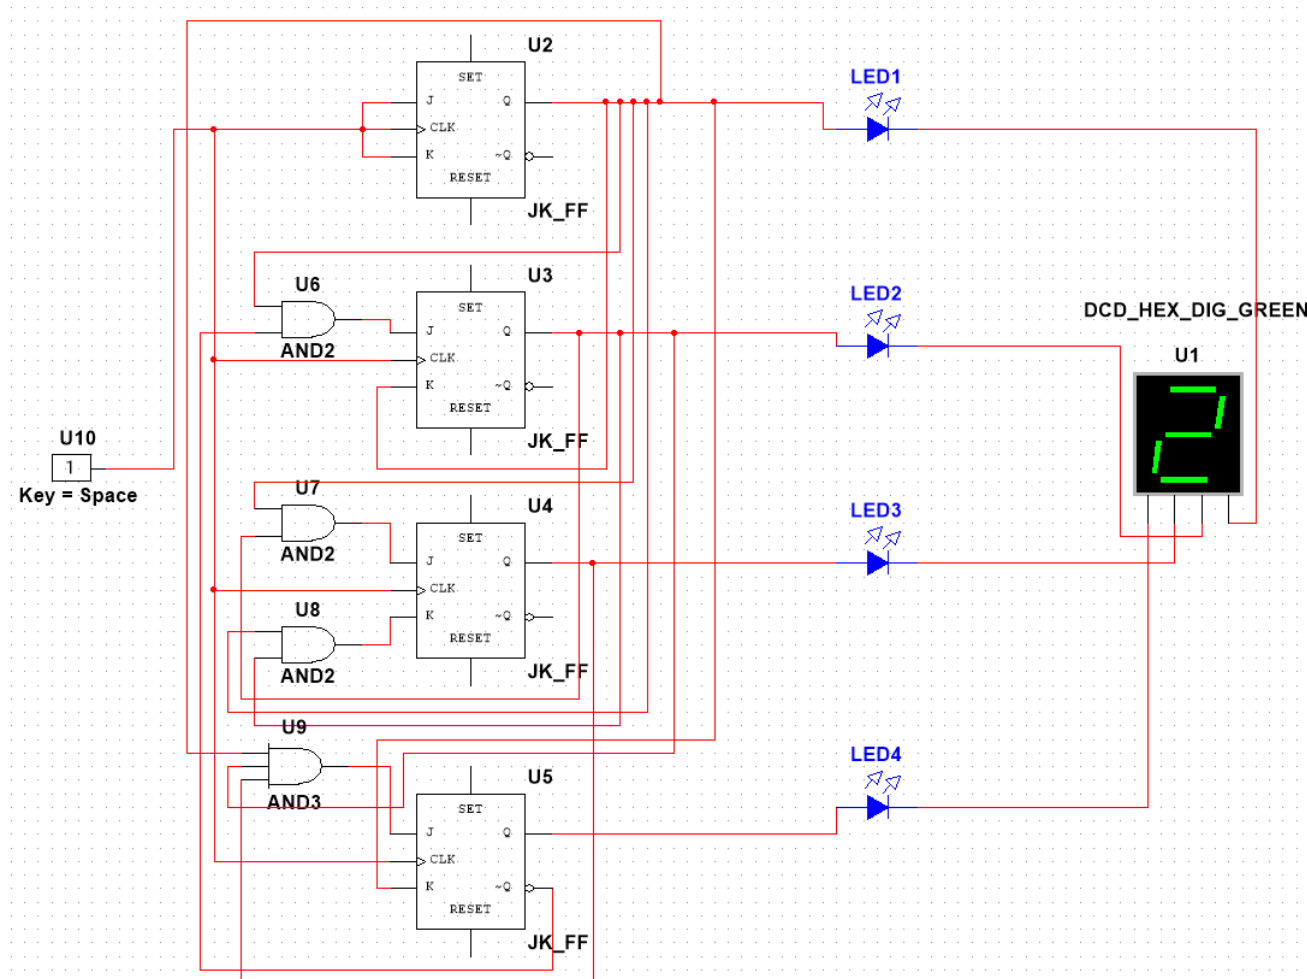 U2
SET
J Q
CLK
K ~Q
RESET
JK_FF
LED1
U3
U6
AND2
SET
J Q
CLK
K ~Q
RESET
JK_FF
LED2
DCD_HEX_DIG_GREEN
U1
2
U10
1
Key = Space
U7
AND2
U4
SET
J Q
CLK
K ~Q
RESET
JK_FF
U8
AND2
LED3
U9
AND3
U5
SET
J Q
CLK
K ~Q
RESET
JK_FF
LED4